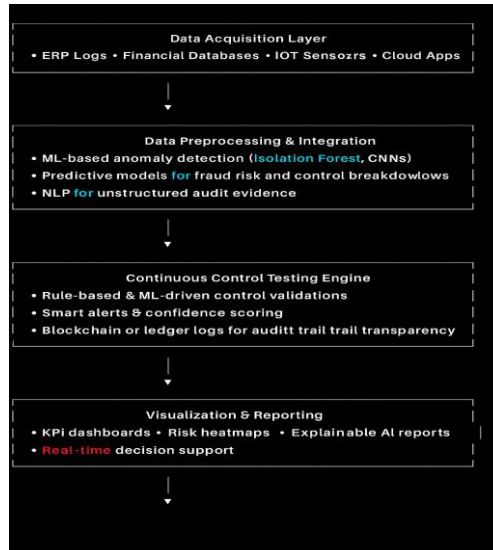 Data Acquisition Layer
• ERP Logs • Financial Databases • IOT Sensozrs • Cloud Apps
Data Preprocessing & Integration
• ML-based anomaly detection (Isolation Forest, CNNs)
• Predictive models for fraud risk and control breakdowlows
• NLP for unstructured audit evidence
Continuous Control Testing Engine
• Rule-based & ML-driven control validations
• Smart alerts & confidence scoring
• Blockchain or ledger logs for auditt trail trail transparency
Visualization & Reporting
• KPi dashboards • Risk heatmaps • Explainable AI reports
• Real-time decision support